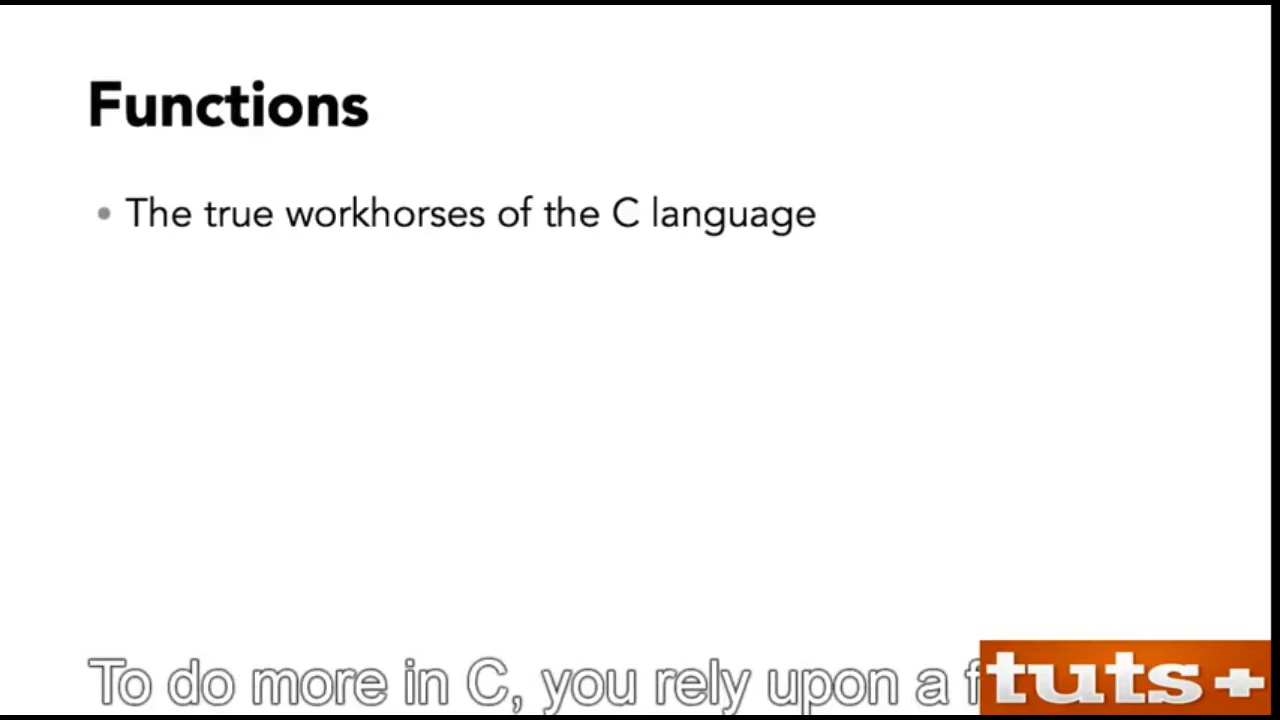 Functions
• The true workhorses of the C language
To do more in C, you rely upon a
tuts+